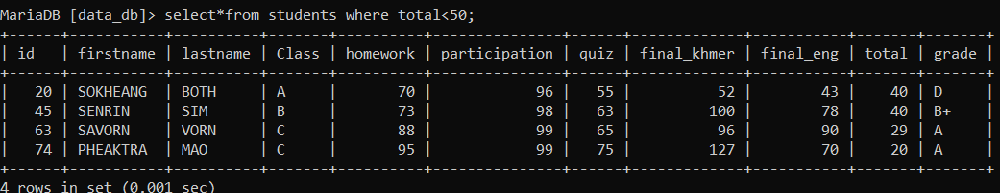 MariaDB [data_db]> select*from students where total<50;
+------+-----------+----------+-------+----------+---------------+------+-------------+-----------+-------+-------+
| id   | firstname | lastname | Class | homework | participation | quiz | final_khmer | final_eng | total | grade |
+------+-----------+----------+-------+----------+---------------+------+-------------+-----------+-------+-------+
|   20 | SOKHEANG  | BOTH     | A     |       70 |            96 |   55 |          52 |        43 |    40 | D     |
|   45 | SENRIN    | SIM      | B     |       73 |            98 |   63 |         100 |        78 |    40 | B+    |
|   63 | SAVORN    | VORN     | C     |       88 |            99 |   65 |          96 |        90 |    29 | A     |
|   74 | PHEAKTRA  | MAO      | C     |       95 |            99 |   75 |         127 |        70 |    20 | A     |
+------+-----------+----------+-------+----------+---------------+------+-------------+-----------+-------+-------+
4 rows in set (0.001 sec)